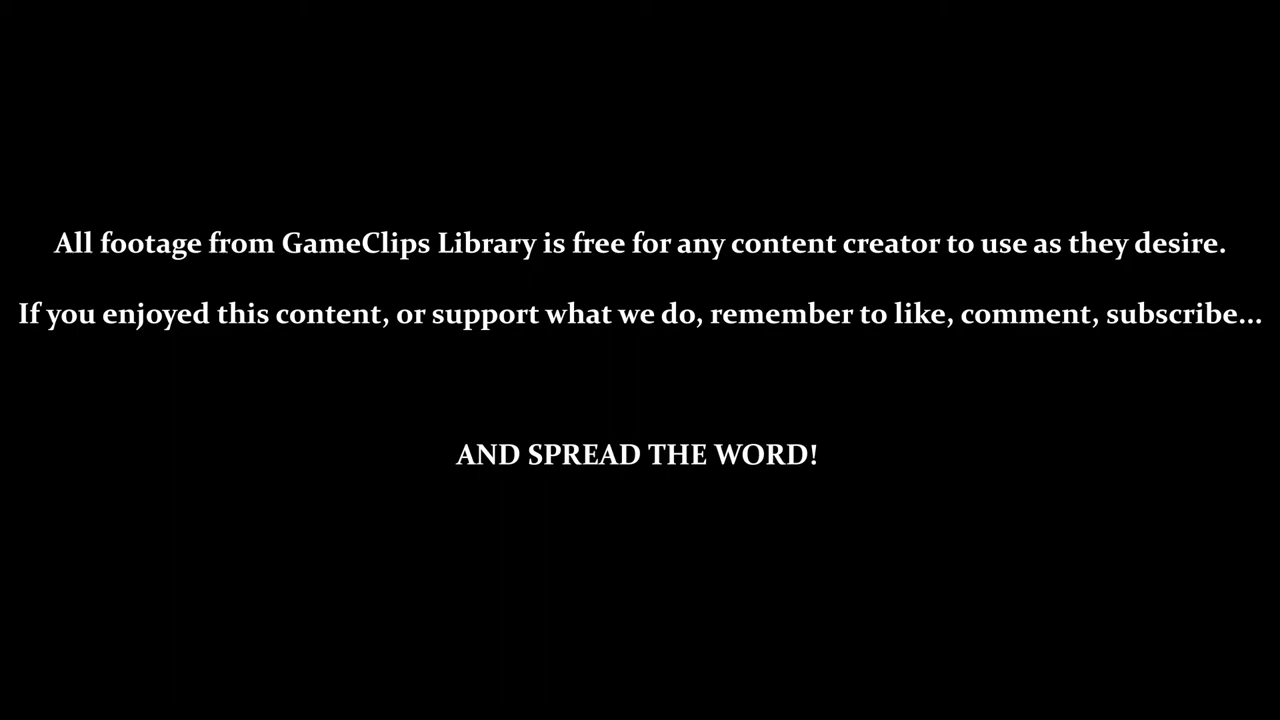 All footage from GameClips Library is free for any content creator to use as they desire.
If you enjoyed this content, or support what we do, remember to like, comment, subscribe...
AND SPREAD THE WORD!